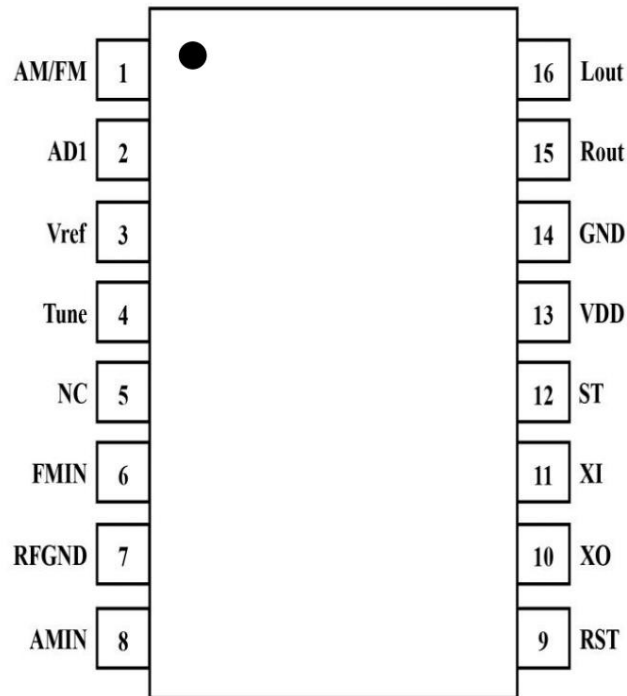 AM/FM 1 16 Lout
AD1 2 15 Rout
Vref 3 14 GND
Tune 4 13 VDD
NC 5 12 ST
FMIN 6 11 XI
RFGND 7 10 XO
AMIN 8 9 RST